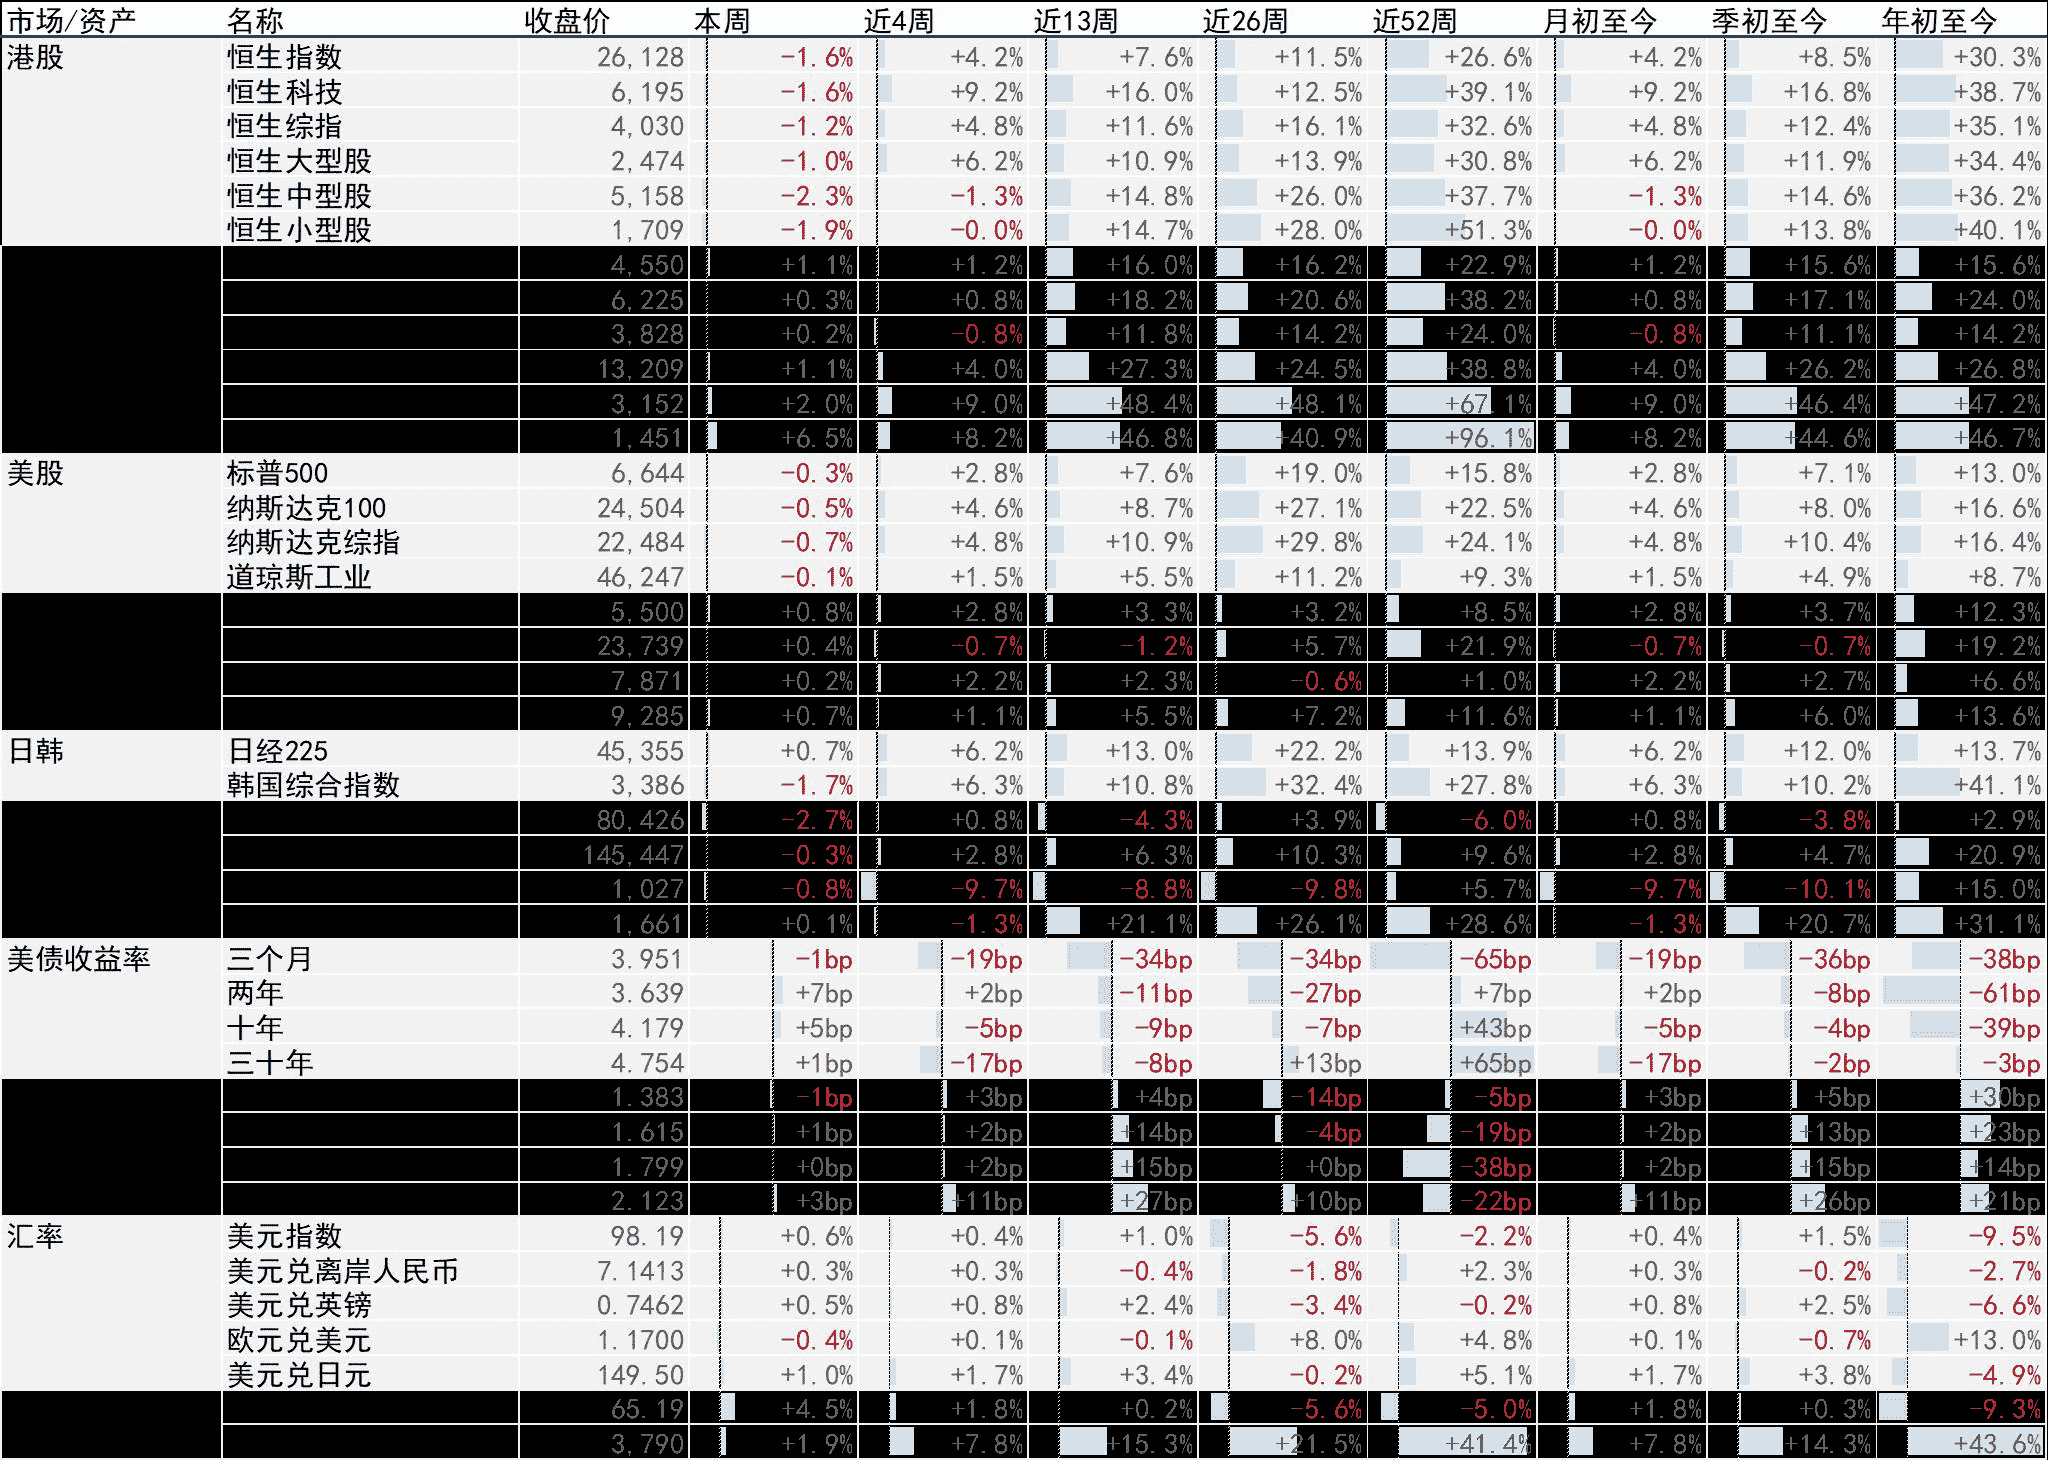 市场/资产 名称 收盘价 本周 近4周 近13周 近26周 近52周 月初至今 季初至今 年初至今
港股 恒生指数 26,128 -1.6% +4.2% +7.6% +11.5% +26.6% +4.2% +8.5% +30.3%
恒生科技 6,195 -1.6% +9.2% +16.0% +12.5% +39.1% +9.2% +16.8% +38.7%
恒生综指 4,030 -1.2% +4.8% +11.6% +16.1% +32.6% +4.8% +12.4% +35.1%
恒生大型股 2,474 -1.0% +6.2% +10.9% +13.9% +30.8% +6.2% +11.9% +34.4%
恒生中型股 5,158 -2.3% -1.3% +14.8% +26.0% +37.7% -1.3% +14.6% +36.2%
恒生小型股 1,709 -1.9% -0.0% +14.7% +28.0% +51.3% -0.0% +13.8% +40.1%
4,550 +1.1% +1.2% +16.0% +16.2% +22.9% +1.2% +15.6% +15.6%
6,225 +0.3% +0.8% +18.2% +20.6% +38.2% +0.8% +17.1% +24.0%
3,828 +0.2% -0.8% +11.8% +14.2% +24.0% -0.8% +11.1% +14.2%
13,209 +1.1% +4.0% +27.3% +24.5% +38.8% +4.0% +26.2% +26.8%
3,152 +2.0% +9.0% +48.4% +48.1% +67.1% +9.0% +46.4% +47.2%
1,451 +6.5% +8.2% +46.8% +40.9% +96.1% +8.2% +44.6% +46.7%
美股 标普500 6,644 -0.3% +2.8% +7.6% +19.0% +15.8% +2.8% +7.1% +13.0%
纳斯达克100 24,504 -0.5% +4.6% +8.7% +27.1% +22.5% +4.6% +8.0% +16.6%
纳斯达克综指 22,484 -0.7% +4.8% +10.9% +29.8% +24.1% +4.8% +10.4% +16.4%
道琼斯工业 46,247 -0.1% +1.5% +5.5% +11.2% +9.3% +1.5% +4.9% +8.7%
5,500 +0.8% +2.8% +3.3% +3.2% +8.5% +2.8% +3.7% +12.3%
23,739 +0.4% -0.7% -1.2% +5.7% +21.9% -0.7% -0.7% +19.2%
7,871 +0.2% +2.2% +2.3% -0.6% +1.0% +2.2% +2.7% +6.6%
9,285 +0.7% +1.1% +5.5% +7.2% +11.6% +1.1% +6.0% +13.6%
日韩 日经225 45,355 +0.7% +6.2% +13.0% +22.2% +13.9% +6.2% +12.0% +13.7%
韩国综合指数 3,386 -1.7% +6.3% +10.8% +32.4% +27.8% +6.3% +10.2% +41.1%
80,426 -2.7% +0.8% -4.3% +3.9% -6.0% +0.8% -3.8% +2.9%
145,447 -0.3% +2.8% +6.3% +10.3% +9.6% +2.8% +4.7% +20.9%
1,027 -0.8% -9.7% -8.8% -9.8% +5.7% -9.7% -10.1% +15.0%
1,661 +0.1% -1.3% +21.1% +26.1% +28.6% -1.3% +20.7% +31.1%
美债收益率 三个月 3.951 -1bp -19bp -34bp -34bp -65bp -19bp -36bp -38bp
两年 3.639 +7bp +2bp -11bp -27bp +7bp +2bp -8bp -61bp
十年 4.179 +5bp -5bp -9bp -7bp +43bp -5bp -4bp -39bp
三十年 4.754 +1bp -17bp -8bp +13bp +65bp -17bp -2bp -3bp
1.383 -1bp +3bp +4bp -14bp -5bp +3bp +5bp +30bp
1.615 +1bp +2bp +14bp -4bp -19bp +2bp +13bp +23bp
1.799 +0bp +2bp +15bp +0bp -38bp +2bp +15bp +14bp
2.123 +3bp +11bp +27bp +10bp -22bp +11bp +26bp +21bp
汇率 美元指数 98.19 +0.6% +0.4% +1.0% -5.6% -2.2% +0.4% +1.5% -9.5%
美元兑离岸人民币 7.1413 +0.3% +0.3% -0.4% -1.8% +2.3% +0.3% -0.2% -2.7%
美元兑英镑 0.7462 +0.5% +0.8% +2.4% -3.4% -0.2% +0.8% +2.5% -6.6%
欧元兑美元 1.1700 -0.4% +0.1% -0.1% +8.0% +4.8% +0.1% -0.7% +13.0%
美元兑日元 149.50 +1.0% +1.7% +3.4% -0.2% +5.1% +1.7% +3.8% -4.9%
65.19 +4.5% +1.8% +0.2% -5.6% -5.0% +1.8% +0.3% -9.3%
3,790 +1.9% +7.8% +15.3% +21.5% +41.4% +7.8% +14.3% +43.6%